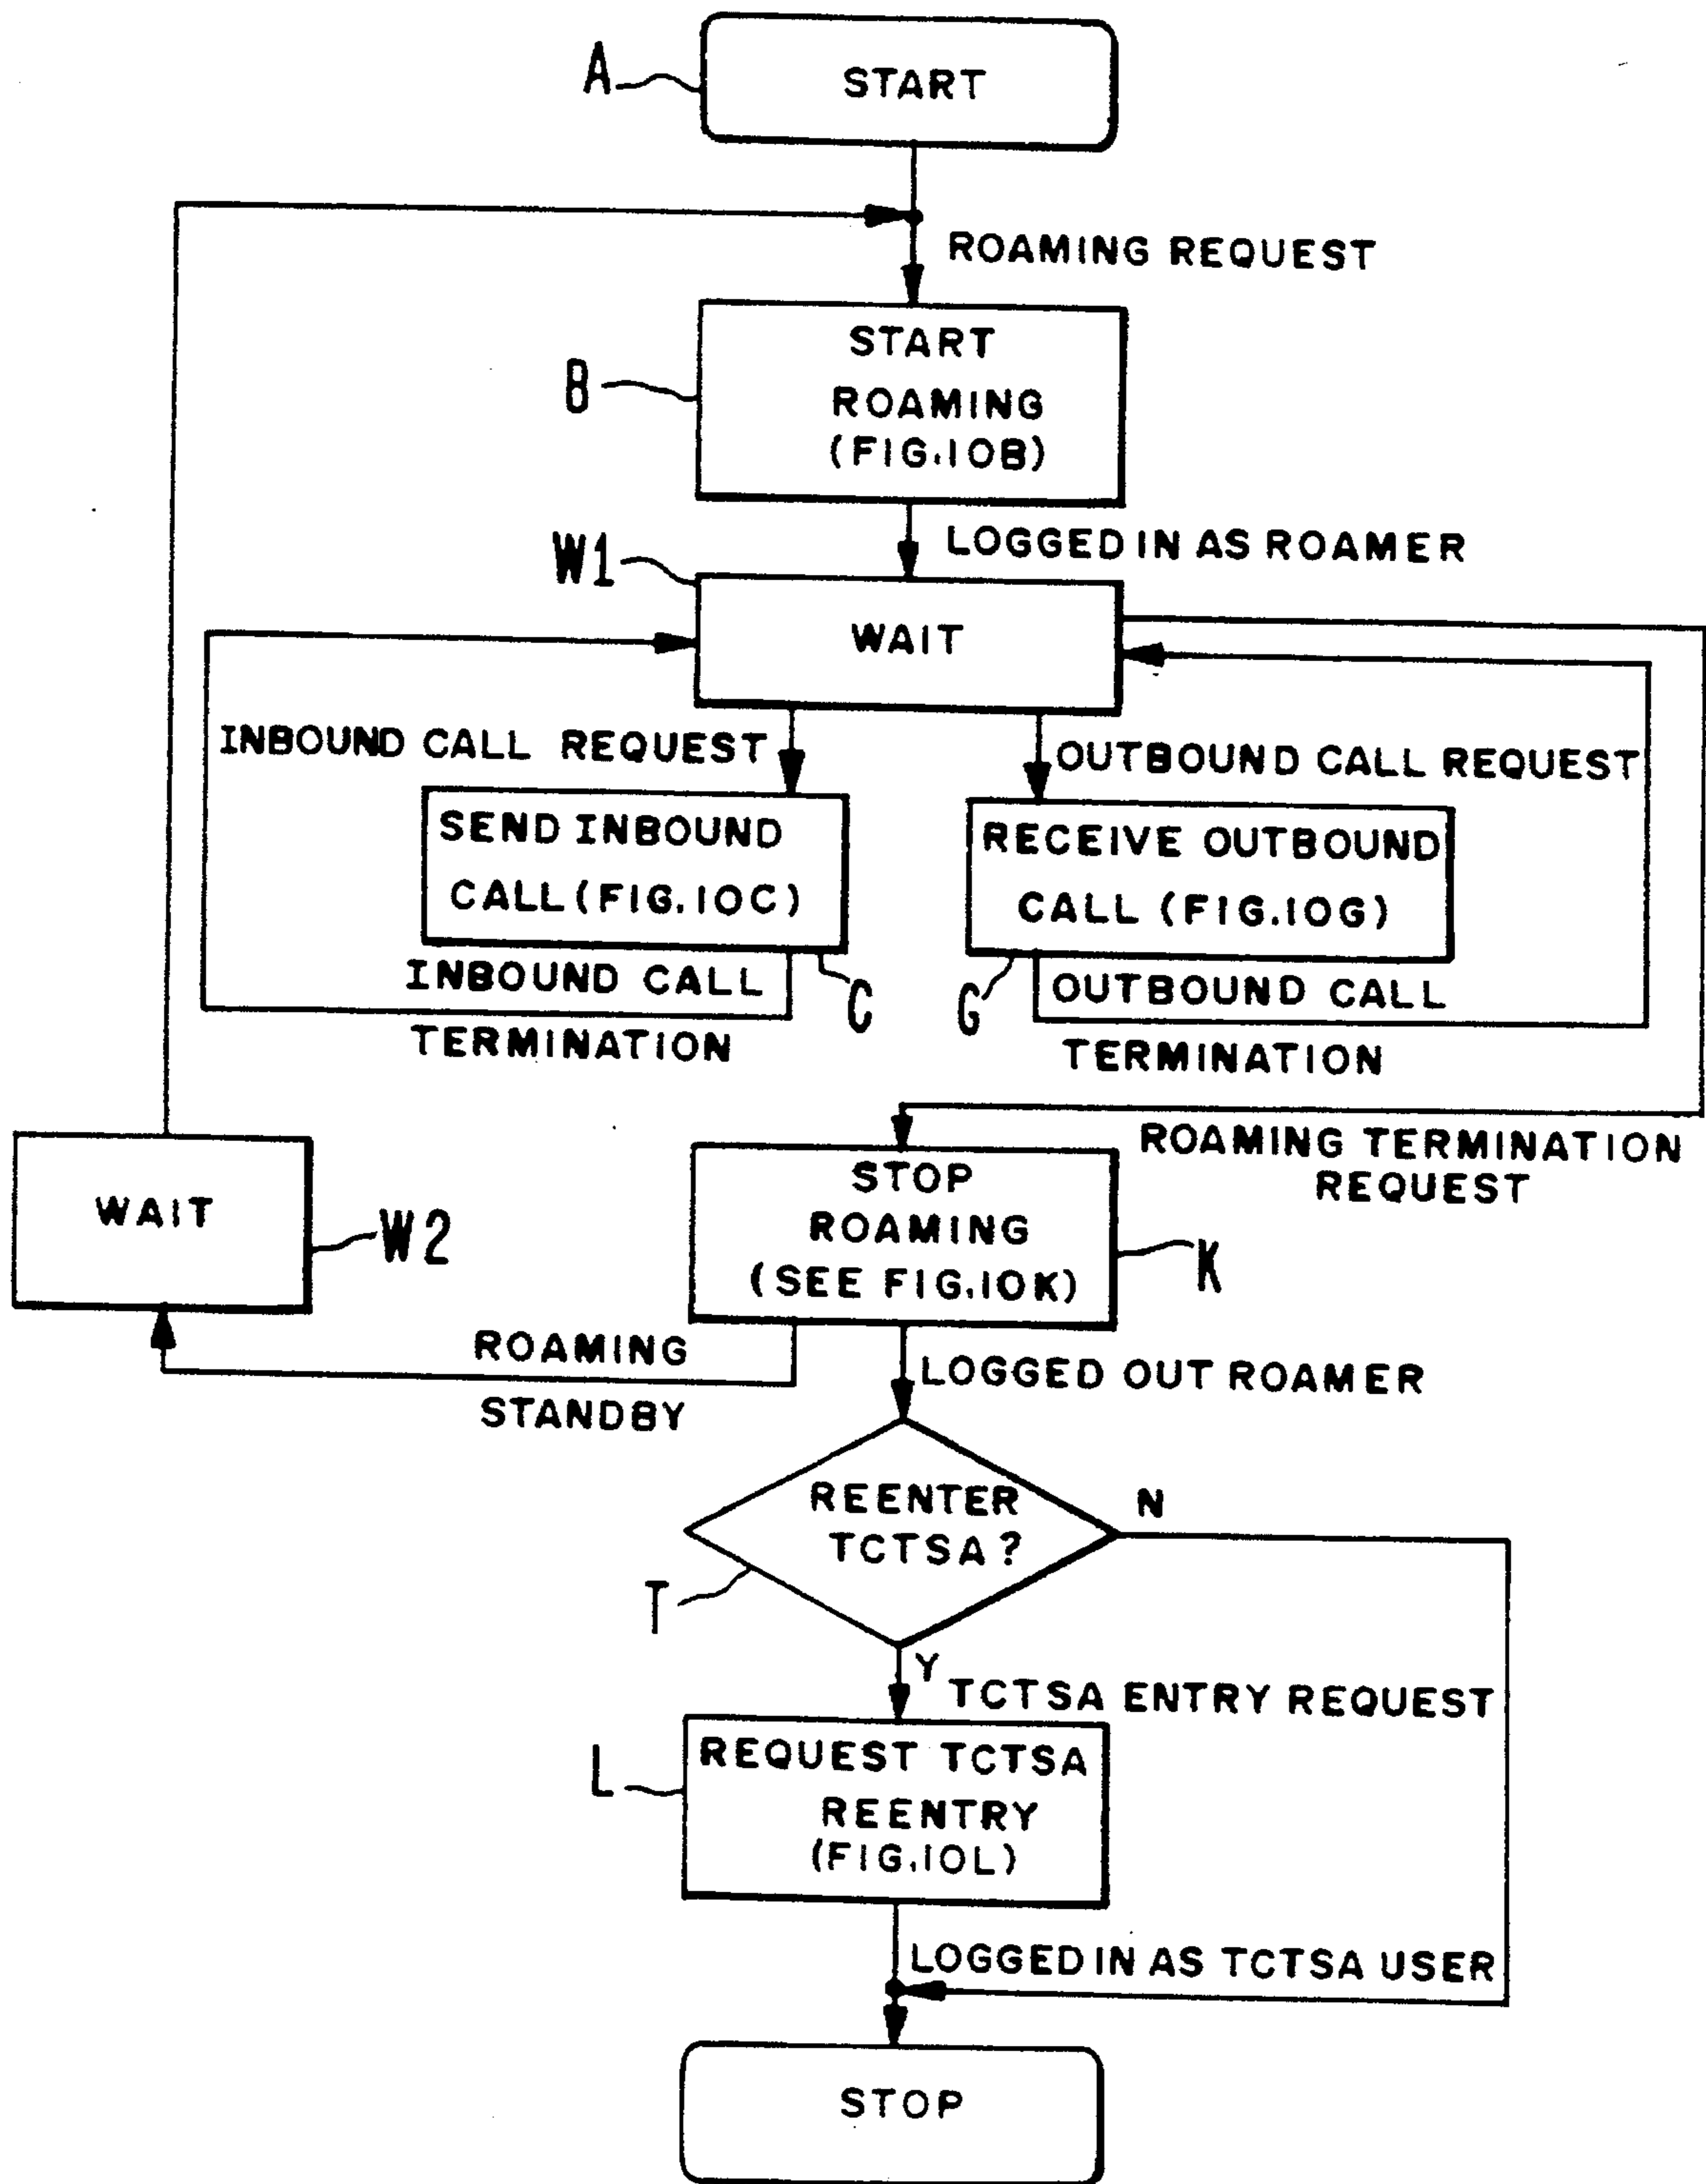 A
START
ROAMING REQUEST
B
START
ROAMING
(FIG.10B)
LOGGED IN AS ROAMER
W1
WAIT
INBOUND CALL REQUEST
OUTBOUND CALL REQUEST
SEND INBOUND
CALL (FIG.10C)
RECEIVE OUTBOUND
CALL (FIG.10G)
INBOUND CALL
TERMINATION
C
G
OUTBOUND CALL
TERMINATION
ROAMING TERMINATION
REQUEST
WAIT
W2
STOP
ROAMING
(SEE FIG.10K)
K
ROAMING
STANDBY
LOGGED OUT ROAMER
REENTER
TCTSA?
N
T
Y
TCTSA ENTRY REQUEST
L
REQUEST TCTSA
REENTRY
(FIG.10L)
LOGGED IN AS TCTSA USER
STOP